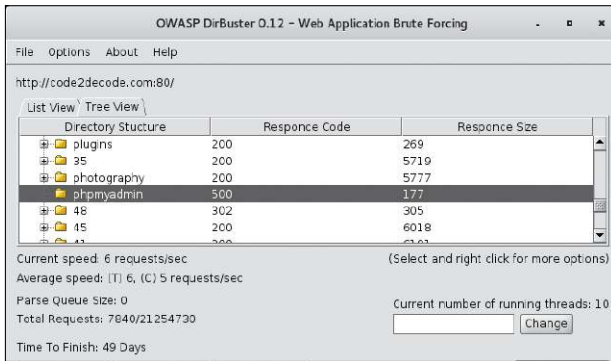 OWASP DirBuster 0.12 – Web Application Brute Forcing
File Options About Help
http://code2decode.com:80/
List View Tree View
Directory Stucture Responce Code Responce Size
plugins 200 269
35 200 5719
photography 200 5777
phpmyadmin 500 177
48 302 305
45 200 6018
Current speed: 6 requests/sec (Select and right click for more options)
Average speed: (T) 6, (C) 5 requests/sec
Parse Queue Size: 0 Current number of running threads: 10
Total Requests: 7840/21254730 Change
Time To Finish: 49 Days